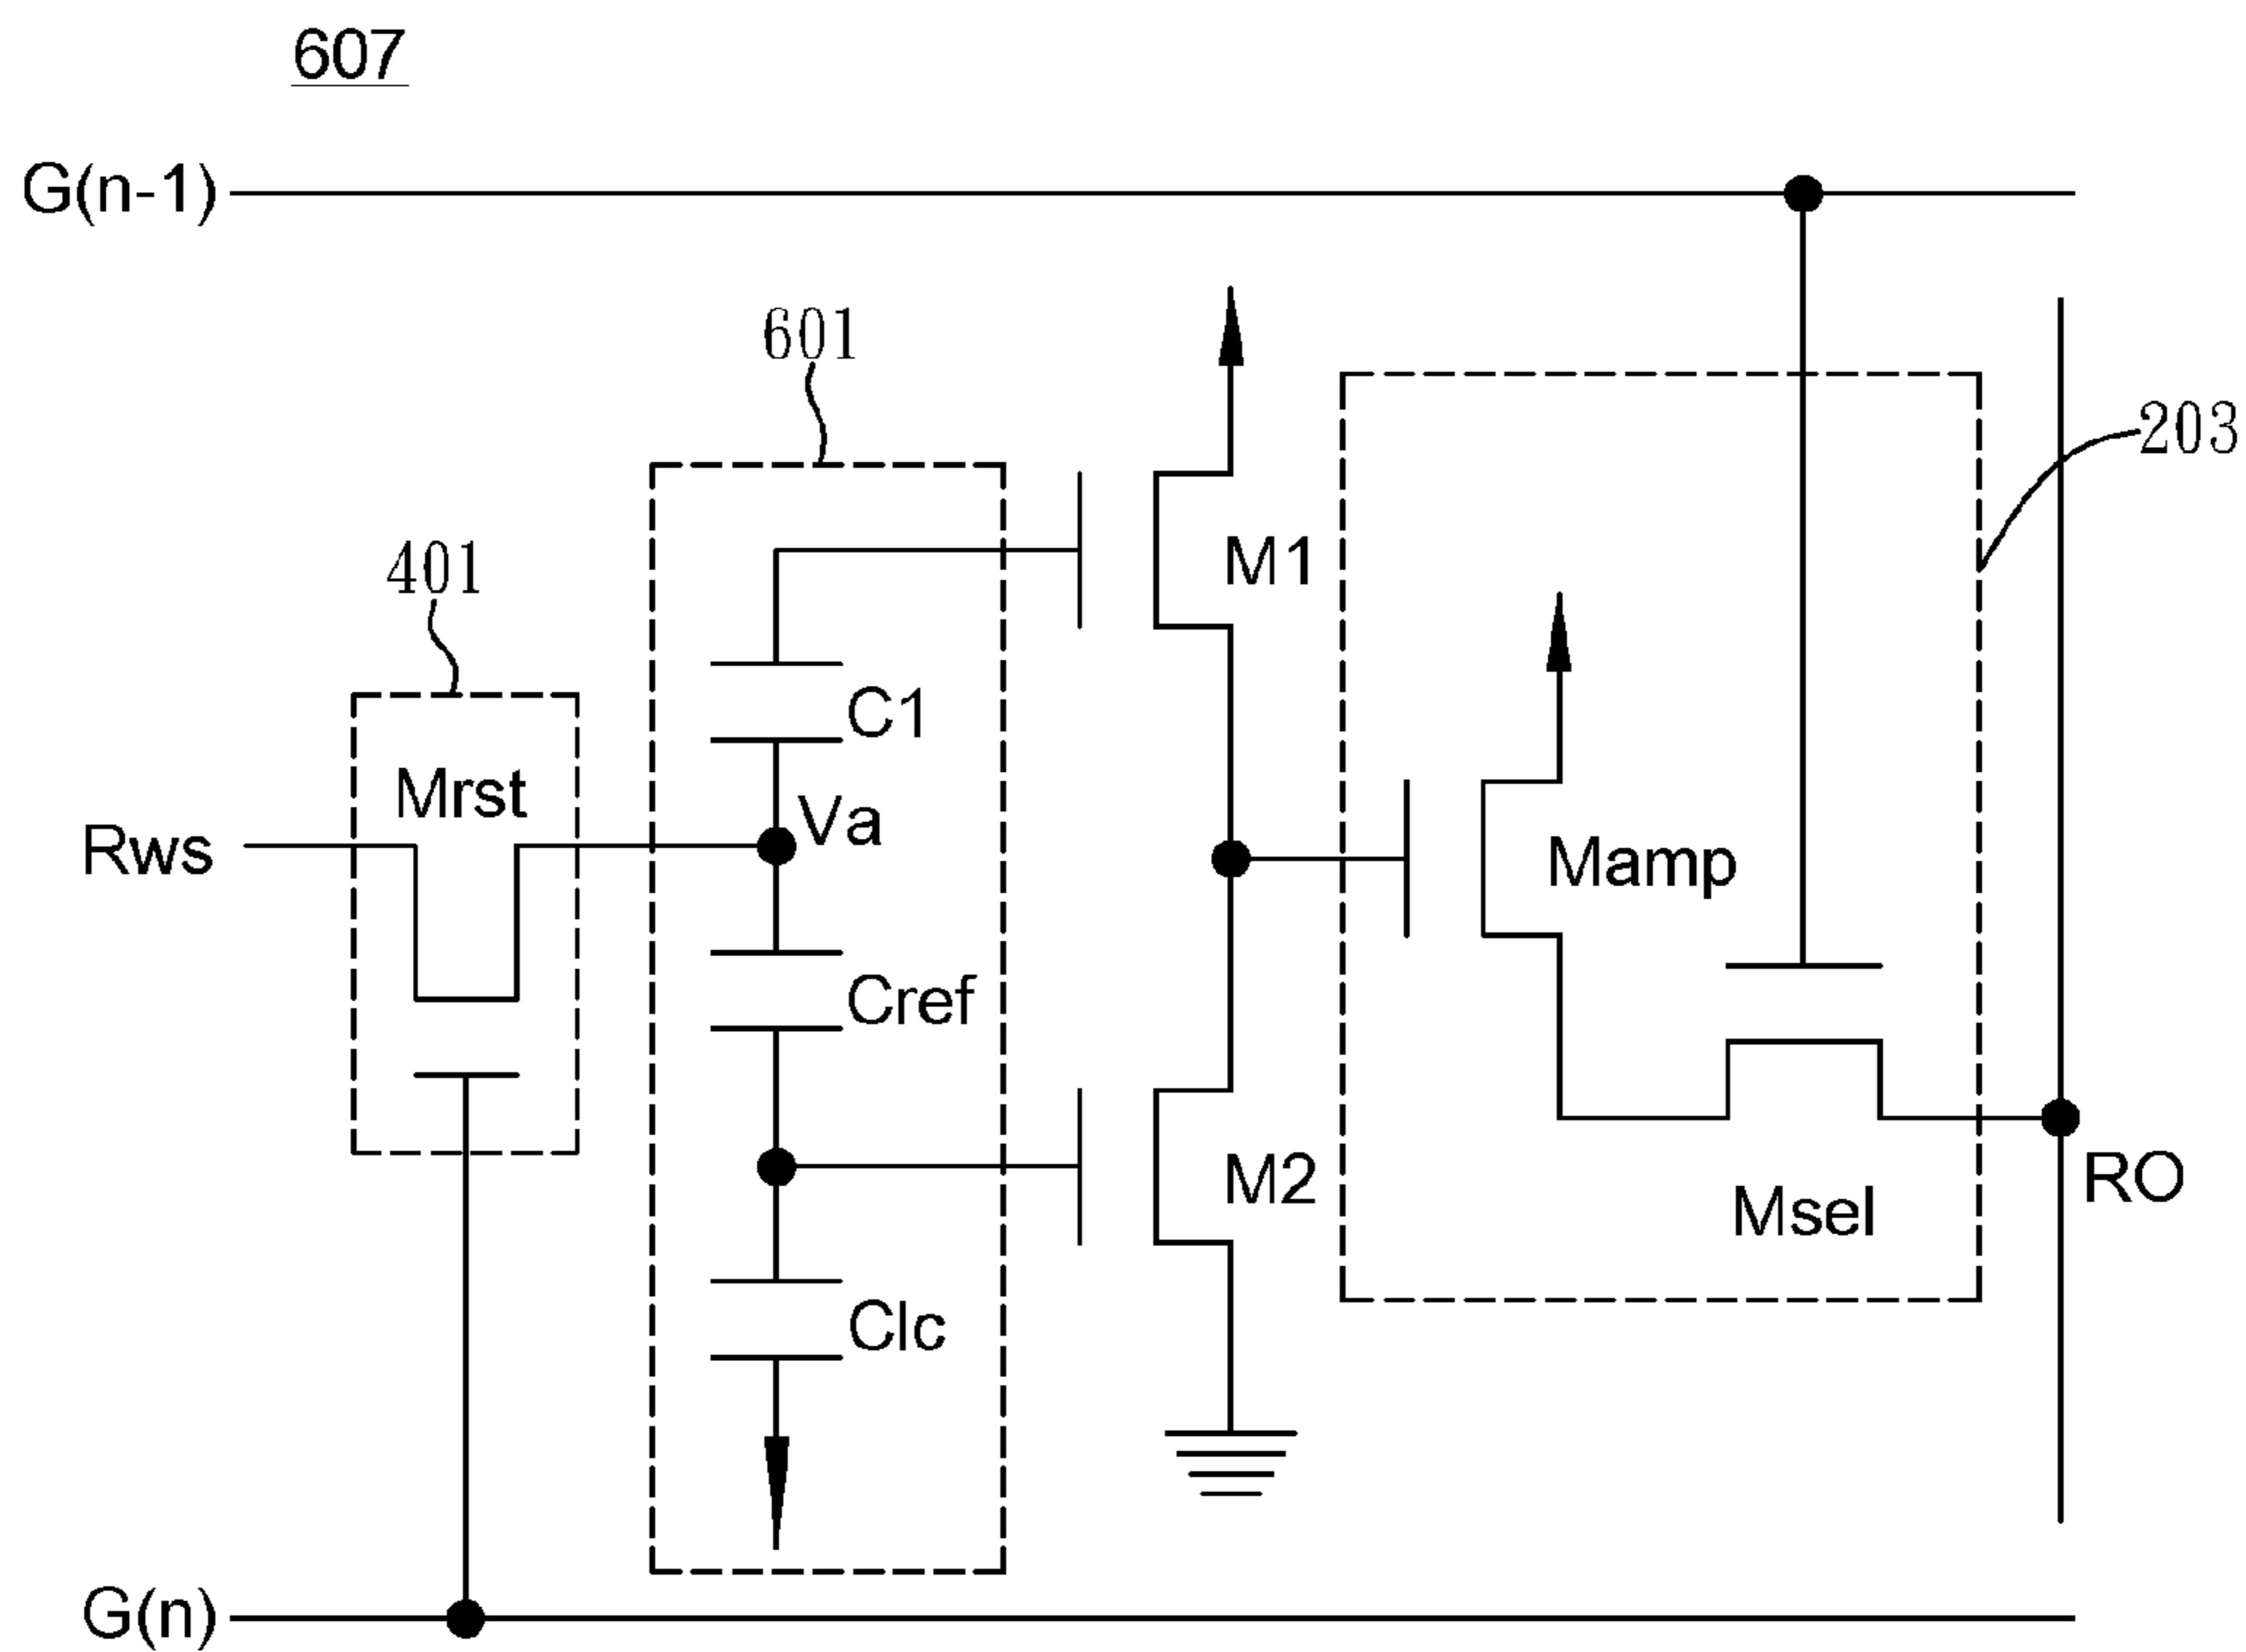 607
G(n-1)
601
203
401
M1
C1
Mrst
Va
Rws
Mamp
Cref
M2
RO
Msel
Clc
G(n)